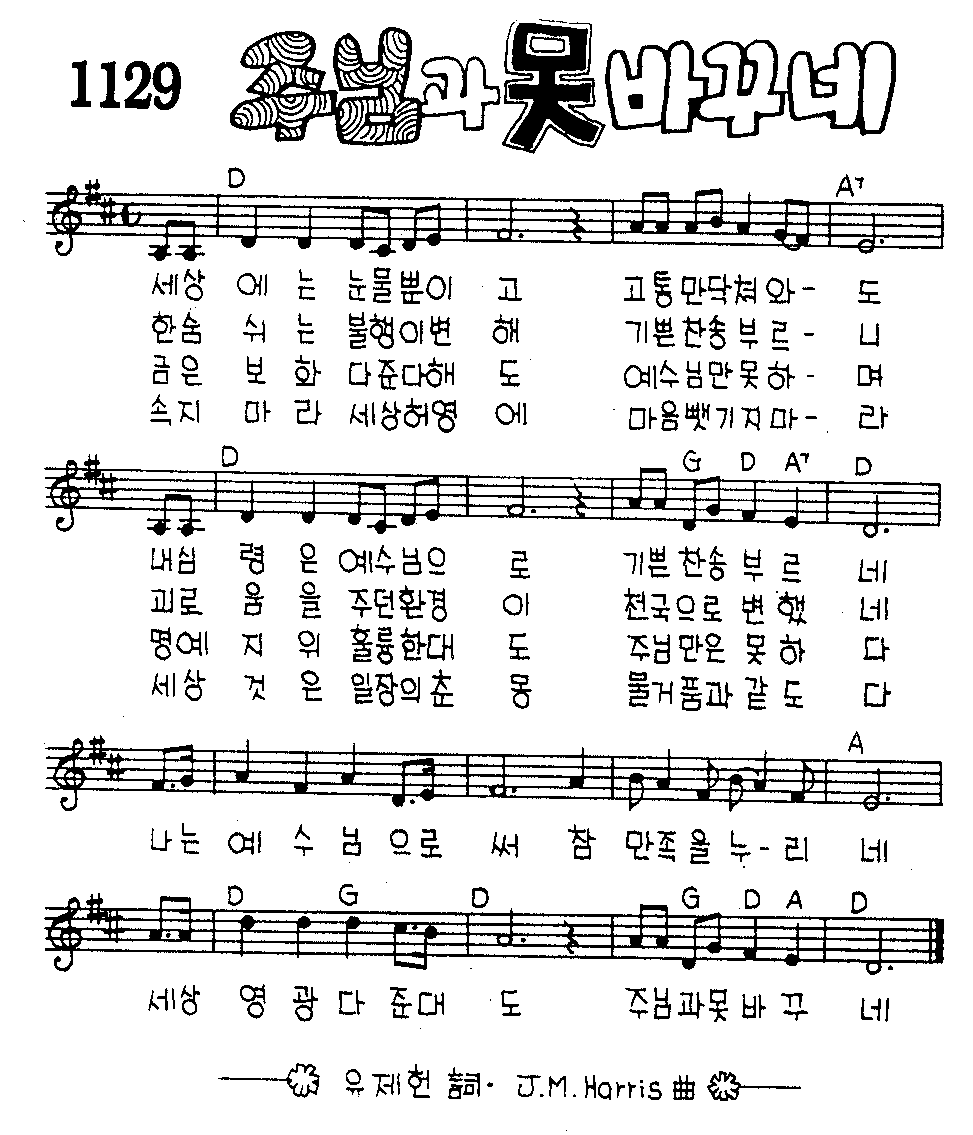 1129 주님과 못 바꾸네
D A7
세상 에 는 눈물뿐이 고 고통만닥쳐와- 도
한숨 쉬 는 불행이변 해 기쁜찬송부르- 니
금은 보 화 다준다해 도 예수님만못하- 며
속지 마 라 세상허영 에 마음뺏기지마- 라
D G D A7 D
내심 령 은 예수님으 로 기쁜찬송부르 네
괴로 움 을 주던환경 이 천국으로변했 네
명예 지 위 훌륭한대 도 주님만은못하 다
세상 것 은 일장의춘 몽 물거품과같도 다
A
나는 예 수 님 으로 써 참 만족을누-리 네
D G D G D A D
세상 영 광 다 준대 도 주님과못바꾸 네
유제헌 詞· J.M.Harris 曲